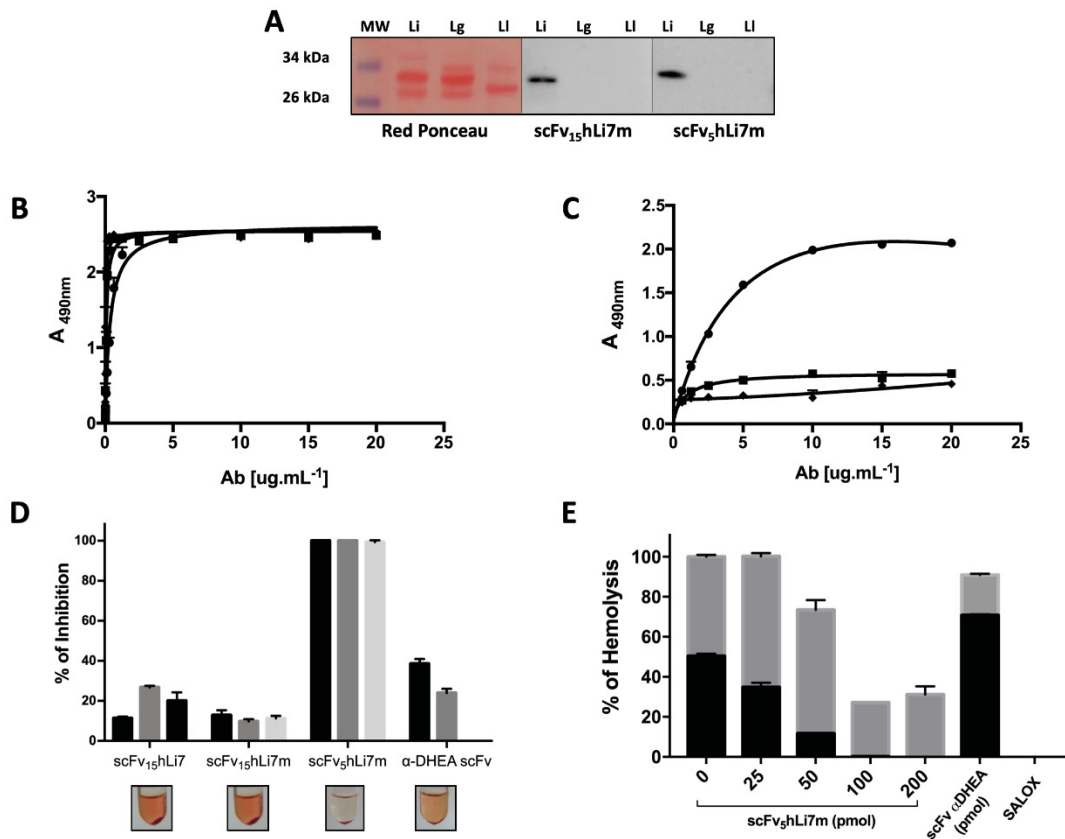 A
MW Li Lg Ll Li Lg Ll Li Lg Ll
34 kDa
26 kDa
Red Ponceau scFv₁₅hLi7m scFv₅hLi7m
B
3
2
1
0
0 5 10 15 20 25
A 490nm
Ab [ug.mL⁻¹]
C
2.5
2.0
1.5
1.0
0.5
0.0
0 5 10 15 20 25
A 490nm
Ab [ug.mL⁻¹]
D
% of Inhibition
100
80
60
40
20
0
scFv₁₅hLi7 scFv₁₅hLi7m scFv₅hLi7m α-DHEA scFv
E
% of Hemolysis
100
80
60
40
20
0
0 25 50 100 200 scFv αDHEA (pmol) SALOX
scFv₅hLi7m (pmol)